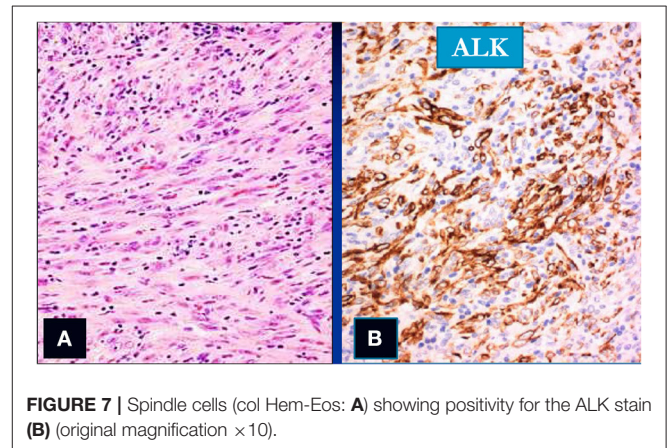 ALK
A
B
FIGURE 7 | Spindle cells (col Hem-Eos: A) showing positivity for the ALK stain
(B) (original magnification ×10).